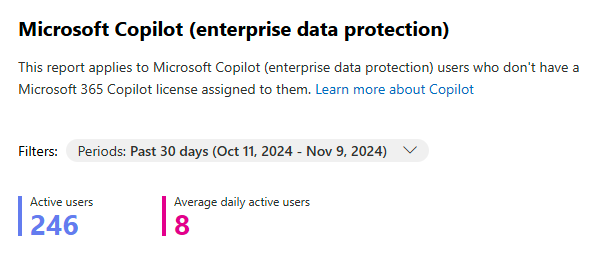 Microsoft Copilot (enterprise data protection)
This report applies to Microsoft Copilot (enterprise data protection) users who don't have a
Microsoft 365 Copilot license assigned to them. Learn more about Copilot
Filters: Periods: Past 30 days (Oct 11, 2024 - Nov 9, 2024)
Active users
246
Average daily active users
8